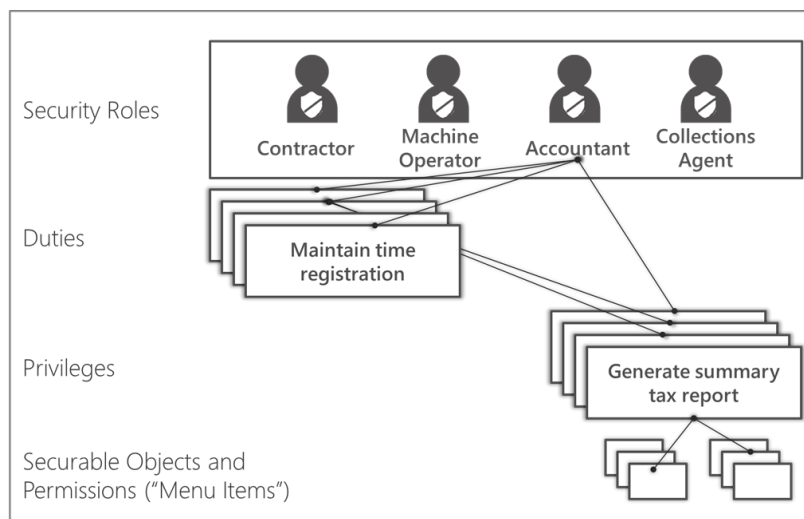 Security Roles
Contractor
Machine
Operator
Accountant
Collections
Agent
Duties
Maintain time
registration
Privileges
Generate summary
tax report
Securable Objects and
Permissions (“Menu Items”)